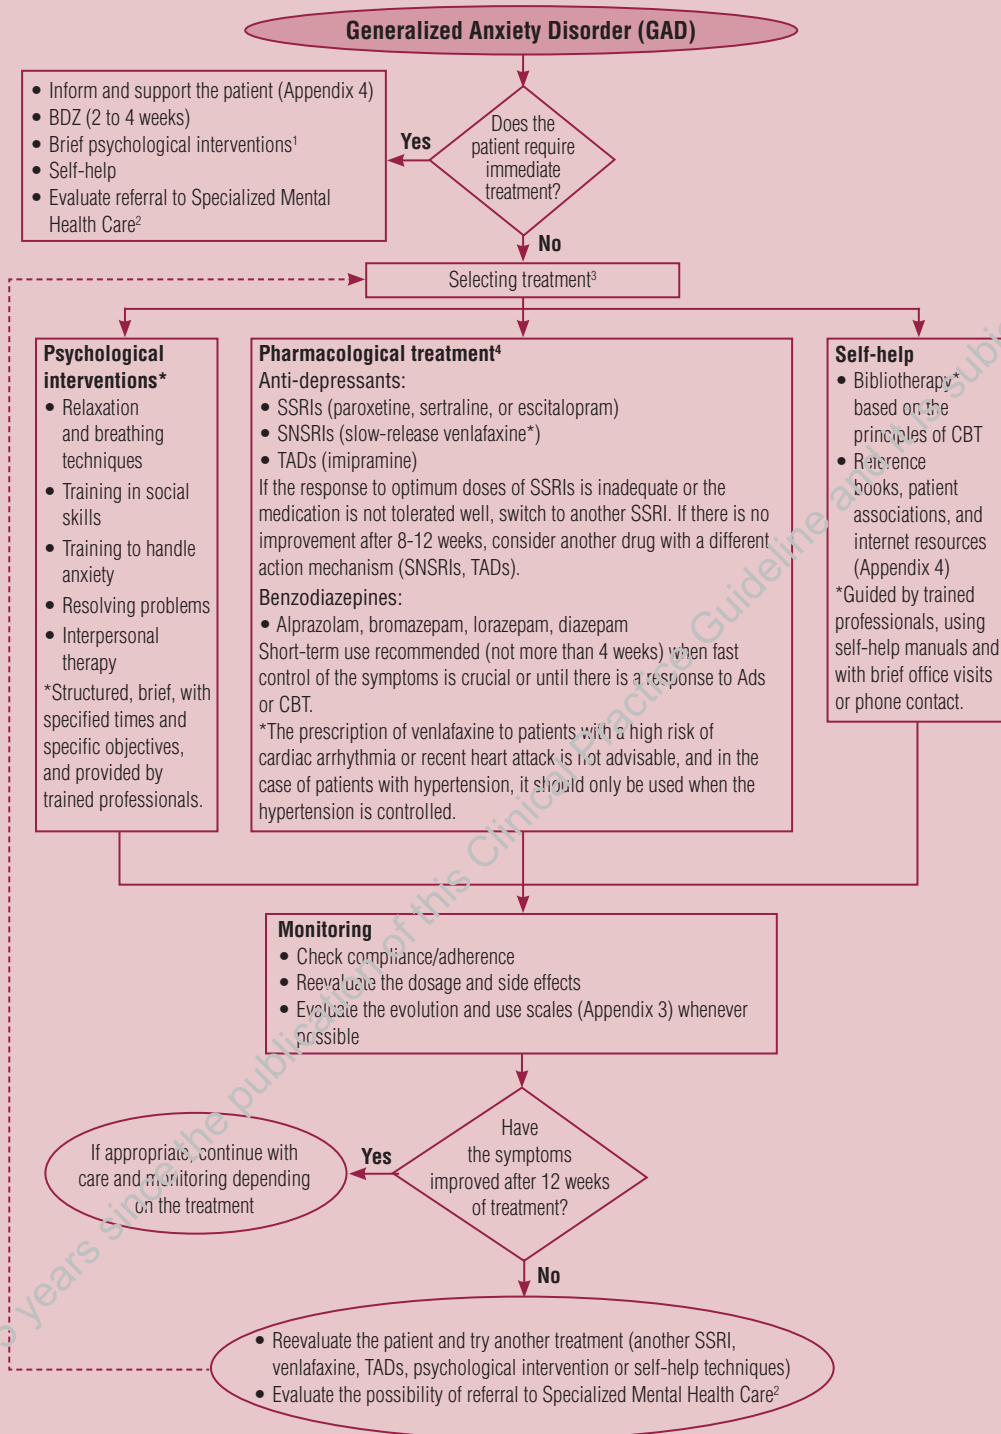 Generalized Anxiety Disorder (GAD)
• Inform and support the patient (Appendix 4)
• BDZ (2 to 4 weeks)
• Brief psychological interventions¹
• Self-help
• Evaluate referral to Specialized Mental
Health Care²
Yes
Does the
patient require
immediate
treatment?
No
Selecting treatment³
Psychological
interventions*
• Relaxation
and breathing
techniques
• Training in social
skills
• Training to handle
anxiety
• Resolving problems
• Interpersonal
therapy
*Structured, brief, with
specified times and
specific objectives,
and provided by
trained professionals.
Pharmacological treatment⁴
Anti-depressants:
• SSRIs (paroxetine, sertraline, or escitalopram)
• SNSRIs (slow-release venlafaxine*)
• TADs (imipramine)
If the response to optimum doses of SSRIs is inadequate or the
medication is not tolerated well, switch to another SSRI. If there is no
improvement after 8-12 weeks, consider another drug with a different
action mechanism (SNSRIs, TADs).
Benzodiazepines:
• Alprazolam, bromazepam, lorazepam, diazepam
Short-term use recommended (not more than 4 weeks) when fast
control of the symptoms is crucial or until there is a response to Ads
or CBT.
*The prescription of venlafaxine to patients with a high risk of
cardiac arrhythmia or recent heart attack is not advisable, and in the
case of patients with hypertension, it should only be used when the
hypertension is controlled.
Self-help
• Bibliotherapy*
based on the
principles of CBT
• Reference
books, patient
associations, and
internet resources
(Appendix 4)
*Guided by trained
professionals, using
self-help manuals and
with brief office visits
or phone contact.
Monitoring
• Check compliance/adherence
• Reevaluate the dosage and side effects
• Evaluate the evolution and use scales (Appendix 3) whenever
possible
If appropriate, continue with
care and monitoring depending
on the treatment
Yes
Have
the symptoms
improved after 12 weeks
of treatment?
No
• Reevaluate the patient and try another treatment (another SSRI,
venlafaxine, TADs, psychological intervention or self-help techniques)
• Evaluate the possibility of referral to Specialized Mental Health Care²
years since the publication of this Clinical Practice Guideline and it is